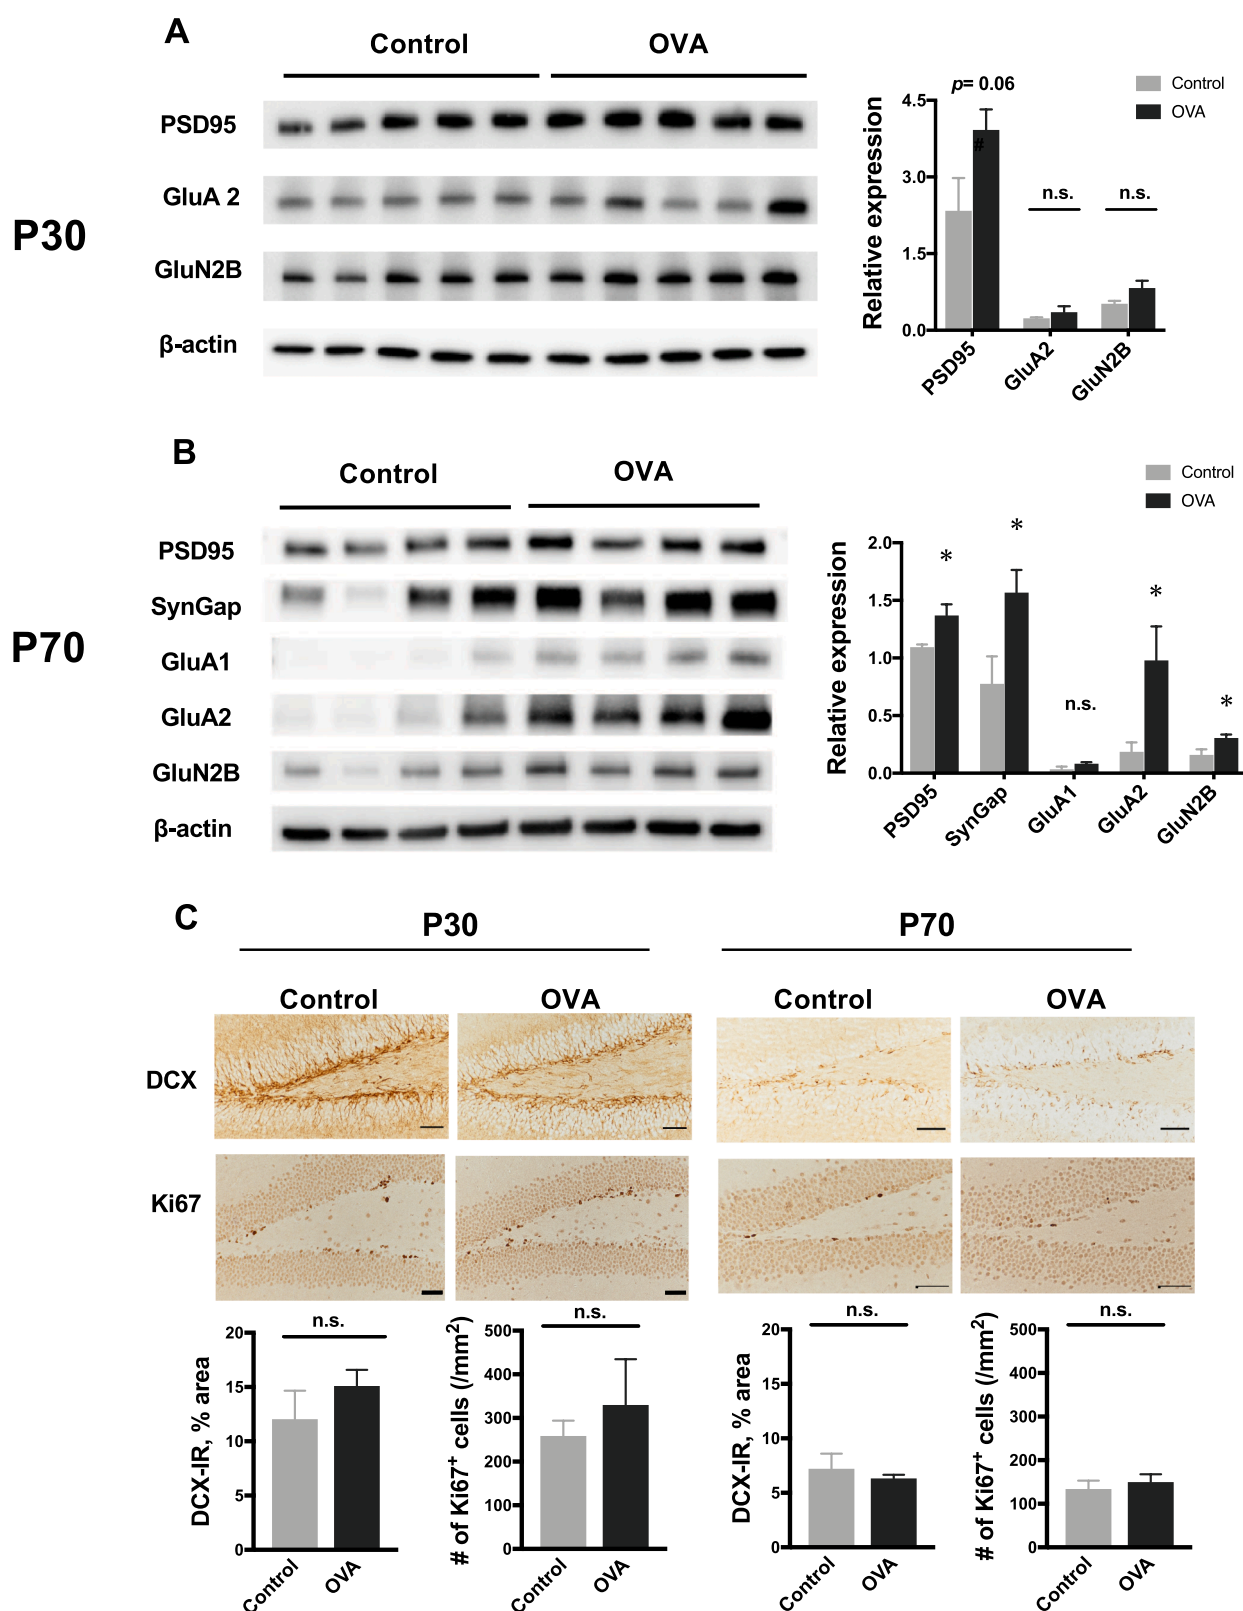 A
Control OVA
P30
PSD95
GluA 2
GluN2B
β-actin
Control
OVA
p= 0.06
#
n.s. n.s.
Relative expression
4.5
3.0
1.5
0.0
PSD95 GluA2 GluN2B
B
Control OVA
P70
PSD95
SynGap
GluA1
GluA2
GluN2B
β-actin
Control
OVA
* * n.s. * *
Relative expression
2.0
1.5
1.0
0.5
0.0
PSD95 SynGap GluA1 GluA2 GluN2B
C
P30 P70
Control OVA Control OVA
DCX
Ki67
n.s.
DCX-IR, % area
20
15
10
5
0
Control OVA
n.s.
# of Ki67+ cells (/mm2)
500
400
300
200
100
0
Control OVA
n.s.
DCX-IR, % area
20
15
10
5
0
Control OVA
n.s.
# of Ki67+ cells (/mm2)
500
400
300
200
100
0
Control OVA